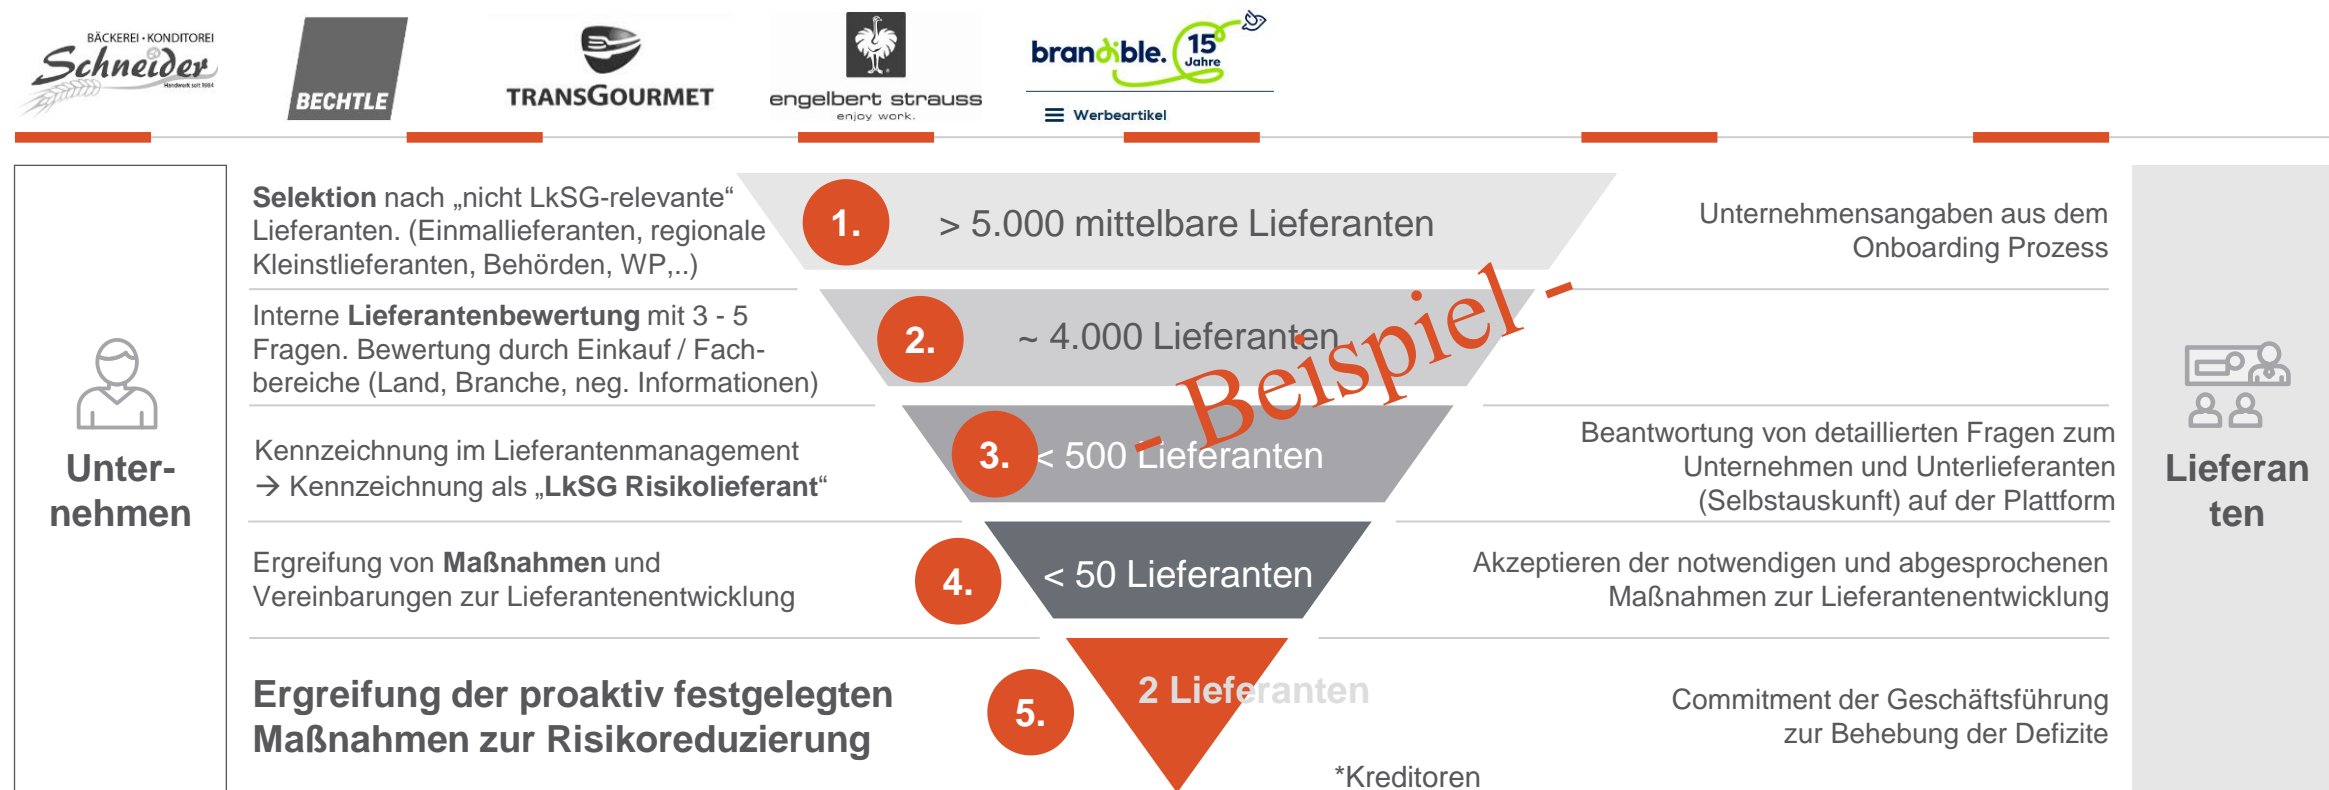 BÄCKEREI · KONDITOREI
Schneider
Handwerk seit 1984
BECHTLE
TRANSGOURMET
engelbert strauss
enjoy work.
brandible.
15
Jahre
Werbeartikel
Unter-
nehmen
Selektion nach „nicht LkSG-relevante“
Lieferanten. (Einmallieferanten, regionale
Kleinstlieferanten, Behörden, WP,..)
1.
> 5.000 mittelbare Lieferanten
Unternehmensangaben aus dem
Onboarding Prozess
Interne Lieferantenbewertung mit 3 - 5
Fragen. Bewertung durch Einkauf / Fach-
bereiche (Land, Branche, neg. Informationen)
2.
~ 4.000 Lieferanten
- Beispiel -
Kennzeichnung im Lieferantenmanagement
→ Kennzeichnung als „LkSG Risikolieferant“
3.
< 500 Lieferanten
Beantwortung von detaillierten Fragen zum
Unternehmen und Unterlieferanten
(Selbstauskunft) auf der Plattform
Ergreifung von Maßnahmen und
Vereinbarungen zur Lieferantenentwicklung
4.
< 50 Lieferanten
Akzeptieren der notwendigen und abgesprochenen
Maßnahmen zur Lieferantenentwicklung
Ergreifung der proaktiv festgelegten
Maßnahmen zur Risikoreduzierung
5.
2 Lieferanten
Commitment der Geschäftsführung
zur Behebung der Defizite
*Kreditoren
Lieferan
ten